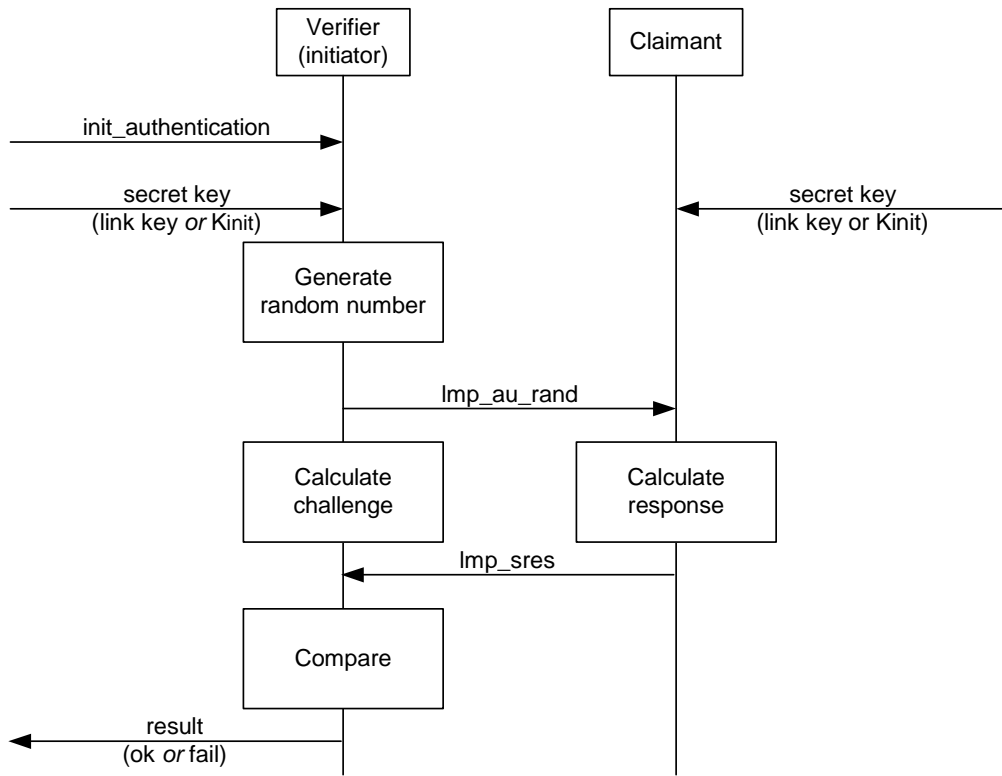 Verifier
(initiator)
Claimant
init_authentication
secret key
(link key or Kinit)
secret key
(link key or Kinit)
Generate
random number
lmp_au_rand
Calculate
challenge
Calculate
response
lmp_sres
Compare
result
(ok or fail)